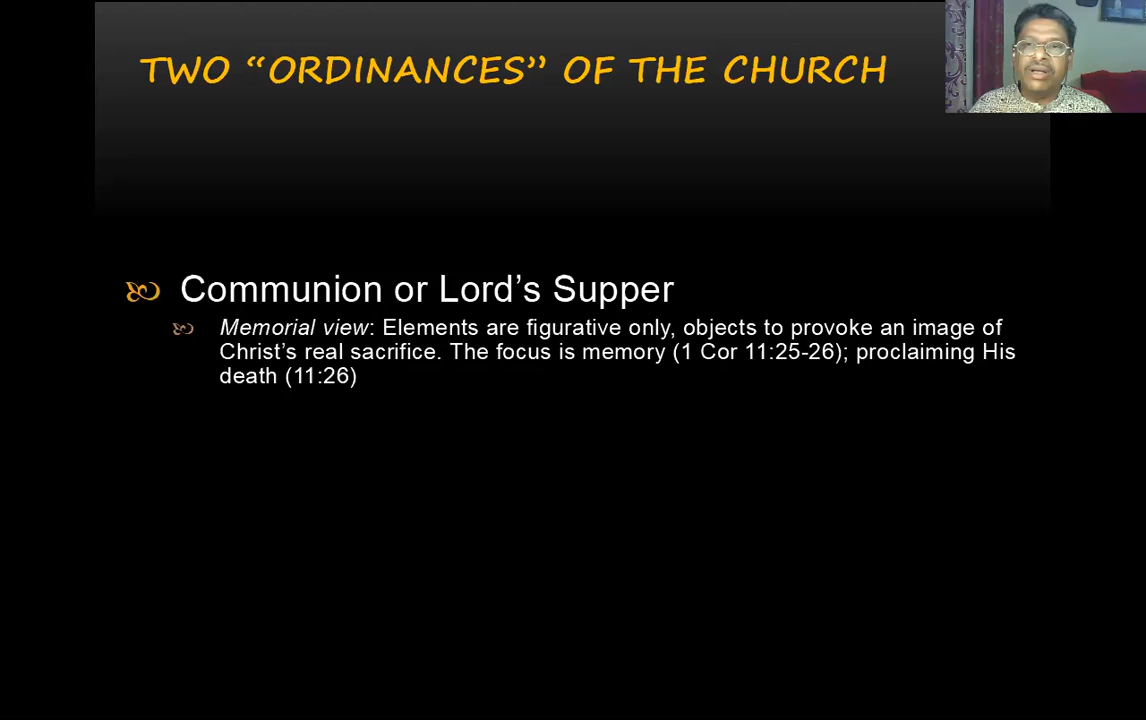 TWO “ORDINANCES” OF THE CHURCH
Communion or Lord’s Supper
Memorial view: Elements are figurative only, objects to provoke an image of
Christ’s real sacrifice. The focus is memory (1 Cor 11:25-26); proclaiming His
death (11:26)